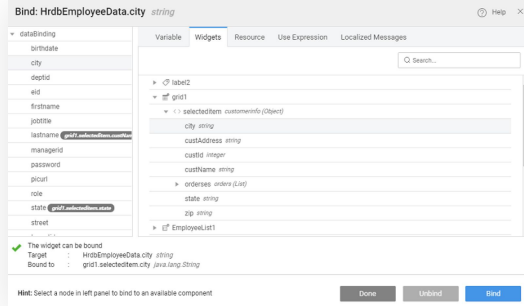 Bind: HrdbEmployeeData.city string
Help
dataBinding
birthdate
city
deptid
eid
firstname
jobtitle
lastname grid1.selecteditem.custNam
managerid
password
picurl
role
state grid1.selecteditem.state
street
Variable Widgets Resource Use Expression Localized Messages
Search...
label2
grid1
<> selecteditem customerinfo (Object)
city string
custAddress string
custId integer
custName string
orderses orders (List)
state string
zip string
EmployeeList1
The widget can be bound
Target : HrdbEmployeeData.city string
Bound to : grid1.selecteditem.city java.lang.String
Hint: Select a node in left panel to bind to an available component
Done Unbind Bind